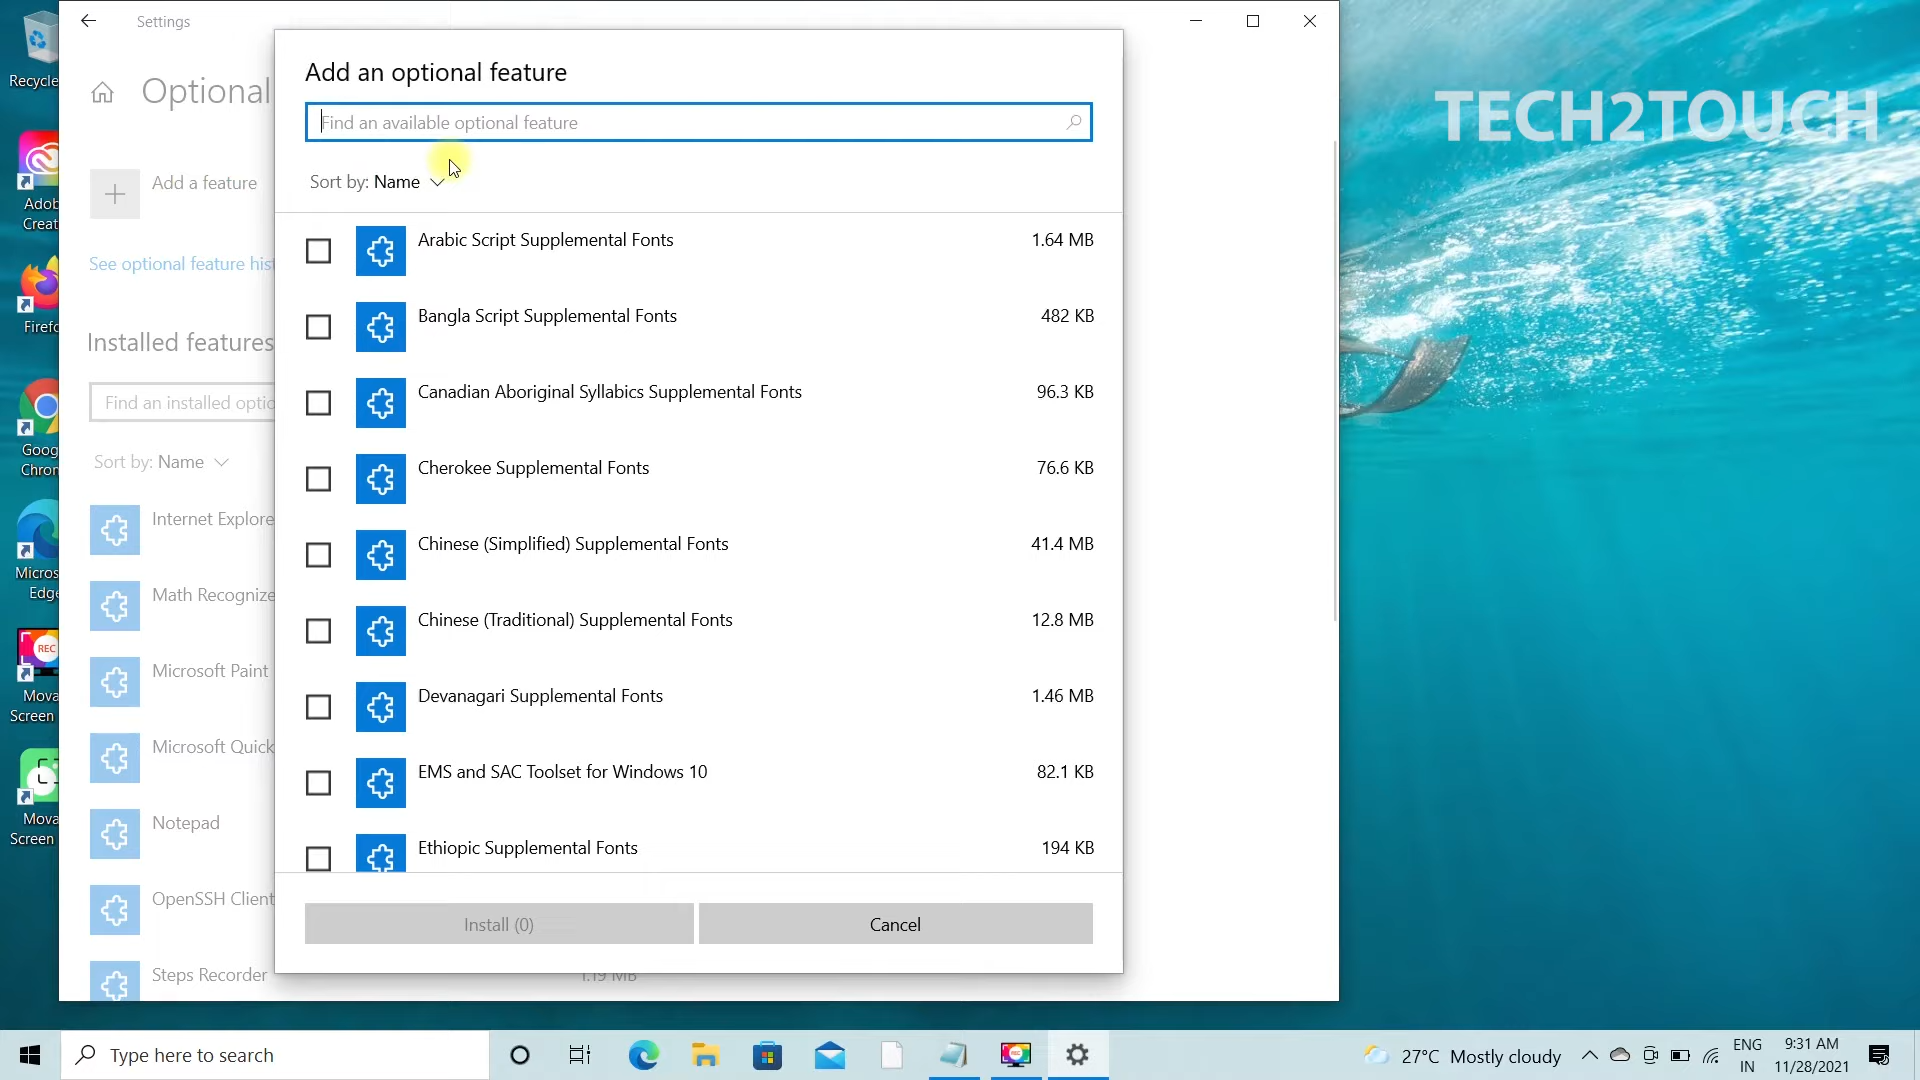 Settings
Add an optional feature
Optional
Find an available optional feature
Sort by: Name
Add a feature
See optional feature hist
Installed features
Find an installed optio
Sort by: Name
Internet Explore
Math Recognize
Microsoft Paint
Microsoft Quick
Notepad
OpenSSH Client
Steps Recorder
1.19 MB
Arabic Script Supplemental Fonts 1.64 MB
Bangla Script Supplemental Fonts 482 KB
Canadian Aboriginal Syllabics Supplemental Fonts 96.3 KB
Cherokee Supplemental Fonts 76.6 KB
Chinese (Simplified) Supplemental Fonts 41.4 MB
Chinese (Traditional) Supplemental Fonts 12.8 MB
Devanagari Supplemental Fonts 1.46 MB
EMS and SAC Toolset for Windows 10 82.1 KB
Ethiopic Supplemental Fonts 194 KB
Install (0) Cancel
TECH2TOUCH
Recycle
Adob
Creat
Firefo
Goog
Chron
Micros
Edge
REC
Mova
Screen
Mova
Screen
Type here to search
REC
27°C Mostly cloudy
ENG
IN
9:31 AM
11/28/2021